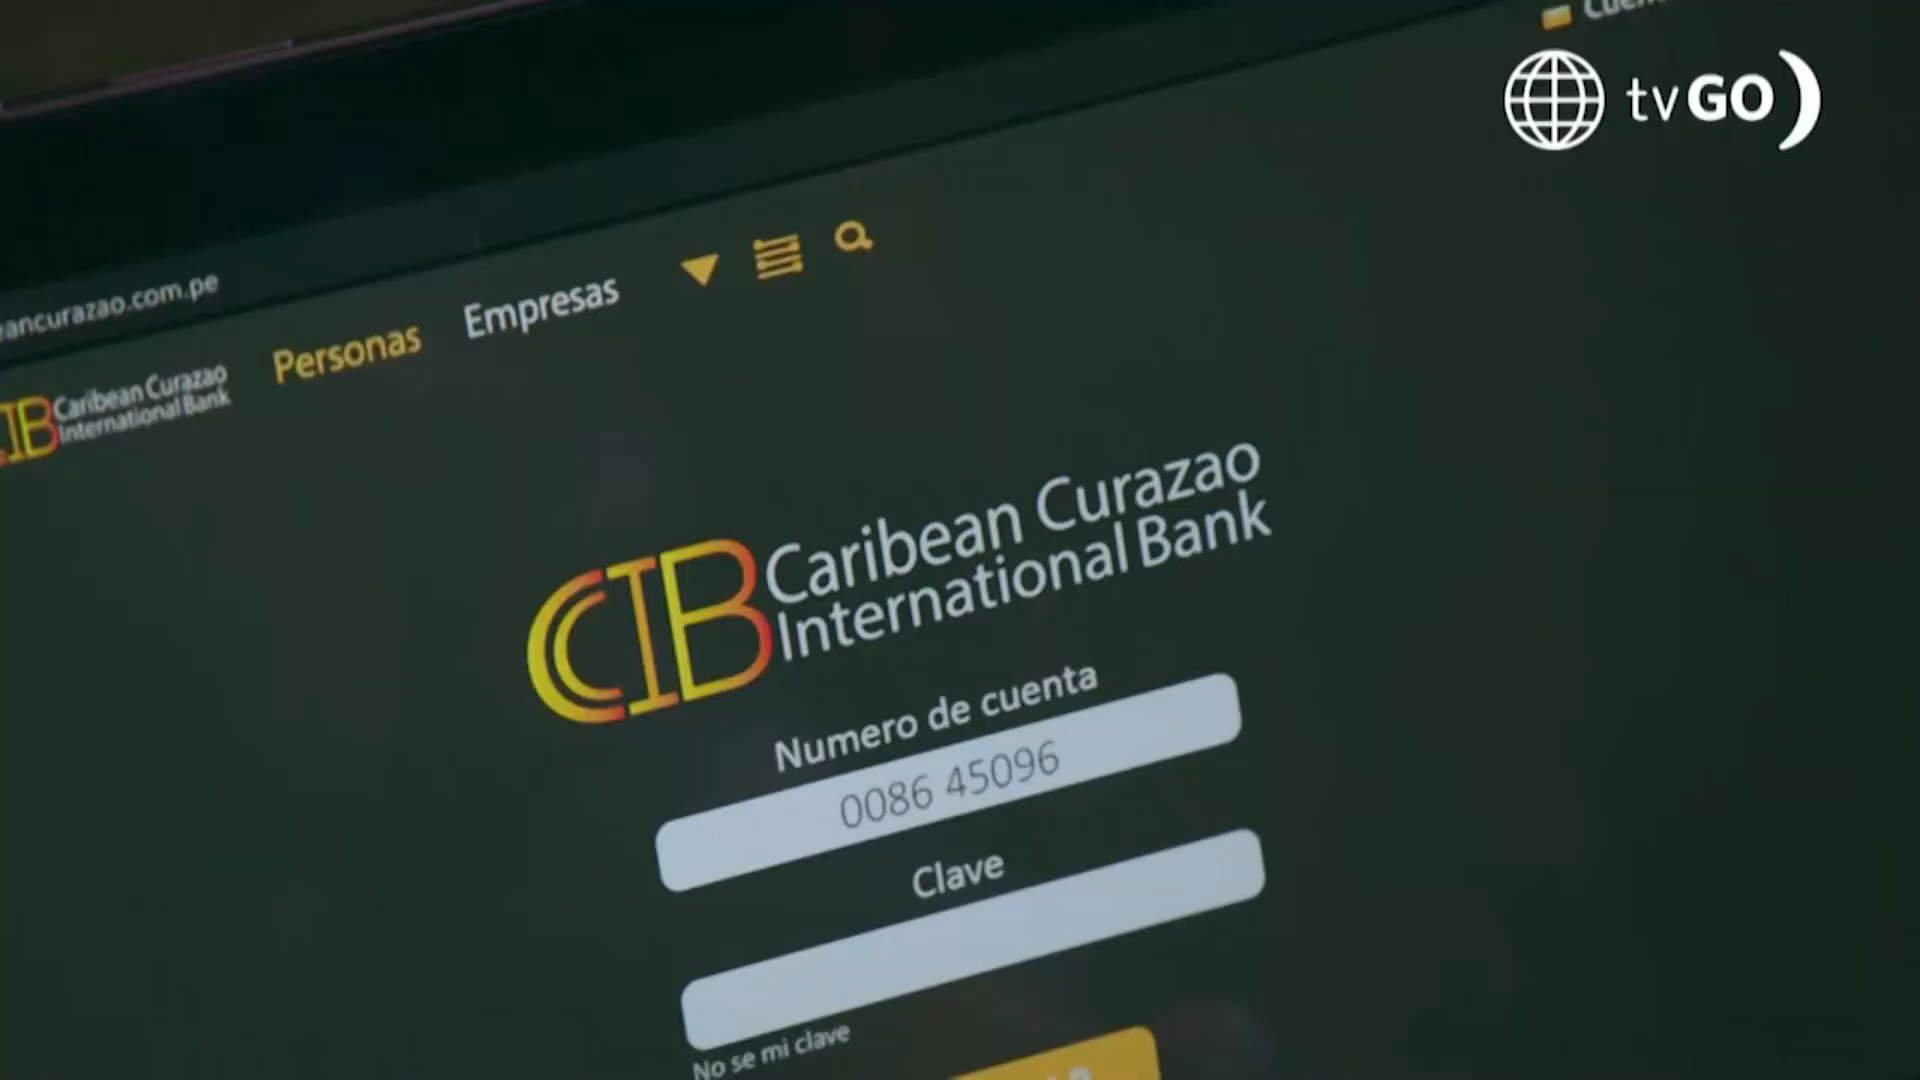 tvGO
ancurazao.com.pe
Caribean Curazao
International Bank
Personas
Empresas
CIB
Caribean Curazao
International Bank
Numero de cuenta
0086 45096
Clave
No se mi clave